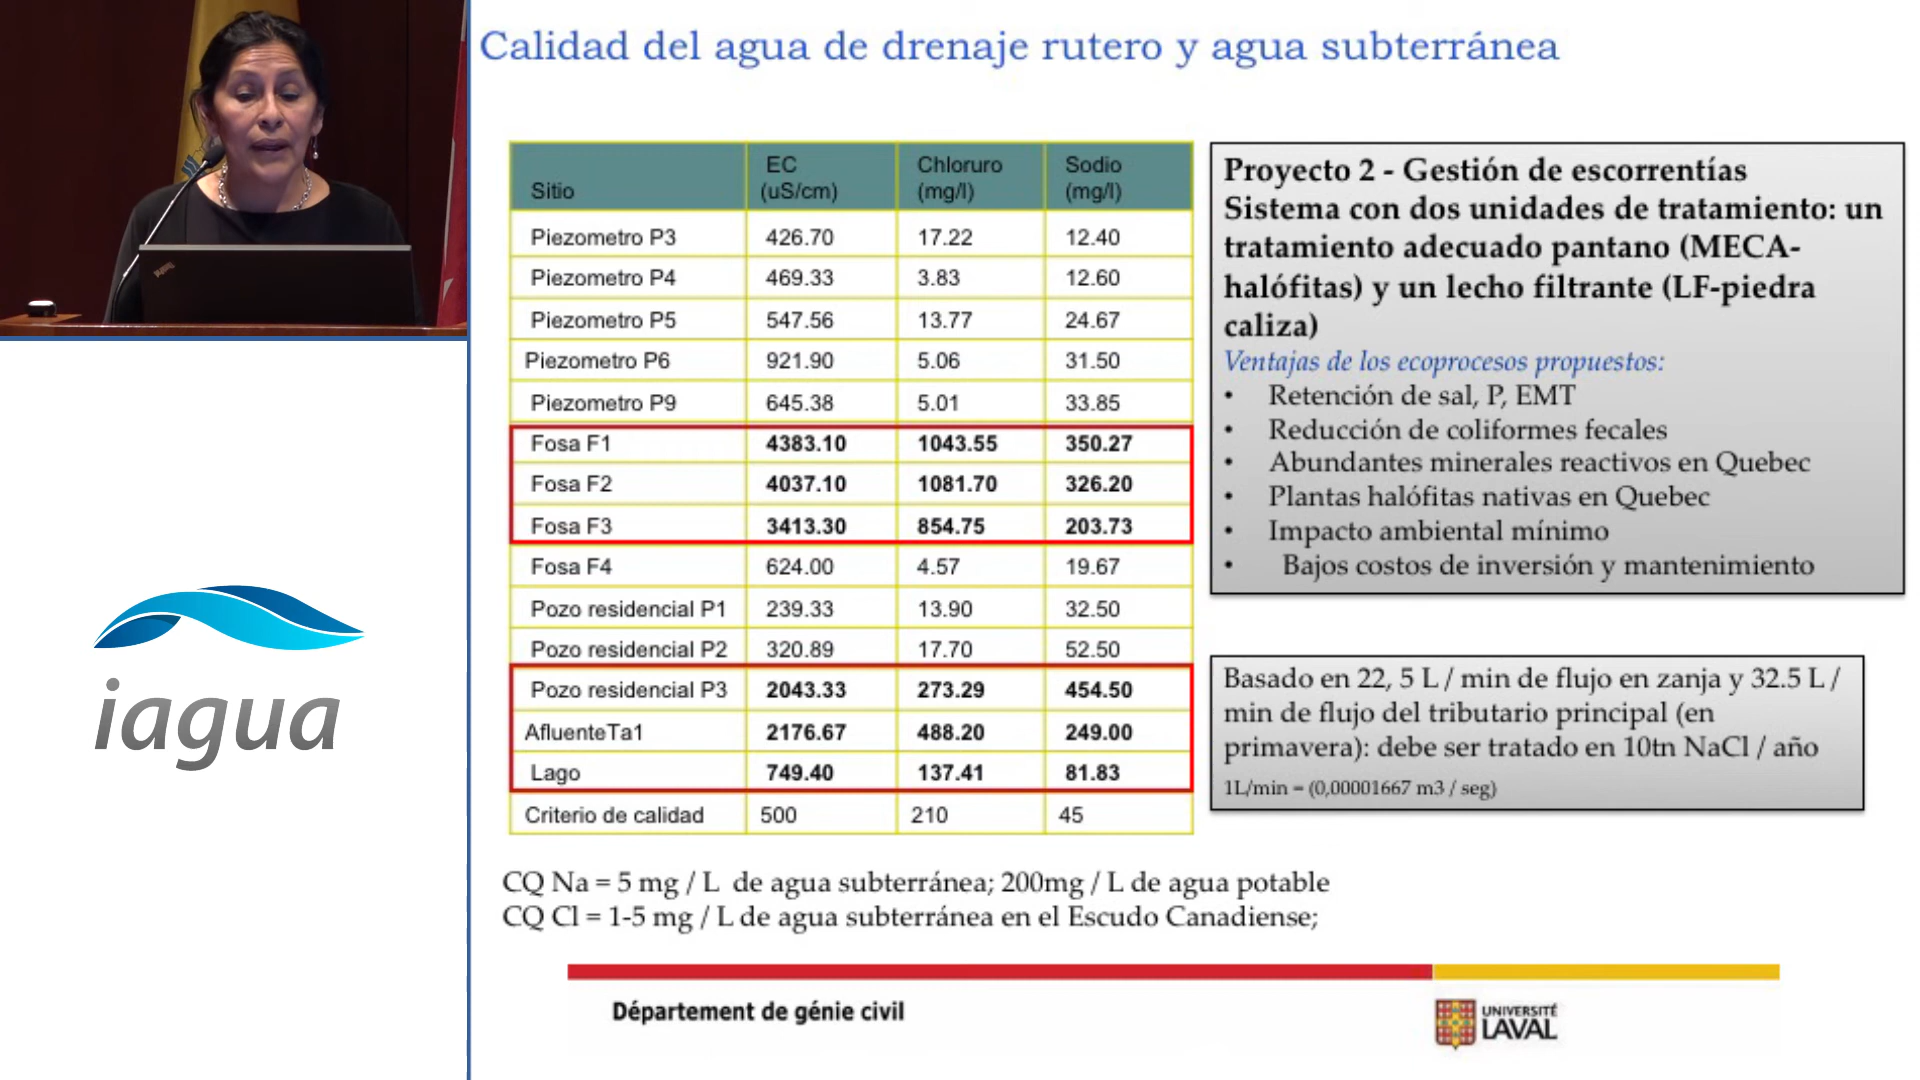 Calidad del agua de drenaje rutero y agua subterránea
Sitio EC (uS/cm) Chloruro (mg/l) Sodio (mg/l)
Piezometro P3 426.70 17.22 12.40
Piezometro P4 469.33 3.83 12.60
Piezometro P5 547.56 13.77 24.67
Piezometro P6 921.90 5.06 31.50
Piezometro P9 645.38 5.01 33.85
Fosa F1 4383.10 1043.55 350.27
Fosa F2 4037.10 1081.70 326.20
Fosa F3 3413.30 854.75 203.73
Fosa F4 624.00 4.57 19.67
Pozo residencial P1 239.33 13.90 32.50
Pozo residencial P2 320.89 17.70 52.50
Pozo residencial P3 2043.33 273.29 454.50
AfluenteTa1 2176.67 488.20 249.00
Lago 749.40 137.41 81.83
Criterio de calidad 500 210 45
Proyecto 2 - Gestión de escorrentías
Sistema con dos unidades de tratamiento: un
tratamiento adecuado pantano (MECA-
halófitas) y un lecho filtrante (LF-piedra
caliza)
Ventajas de los ecoprocesos propuestos:
• Retención de sal, P, EMT
• Reducción de coliformes fecales
• Abundantes minerales reactivos en Quebec
• Plantas halófitas nativas en Quebec
• Impacto ambiental mínimo
• Bajos costos de inversión y mantenimiento
Basado en 22, 5 L / min de flujo en zanja y 32.5 L /
min de flujo del tributario principal (en
primavera): debe ser tratado en 10tn NaCl / año
1L/min = (0,00001667 m3 / seg)
CQ Na = 5 mg / L de agua subterránea; 200mg / L de agua potable
CQ Cl = 1-5 mg / L de agua subterránea en el Escudo Canadiense;
iagua
Département de génie civil
UNIVERSITÉ
LAVAL